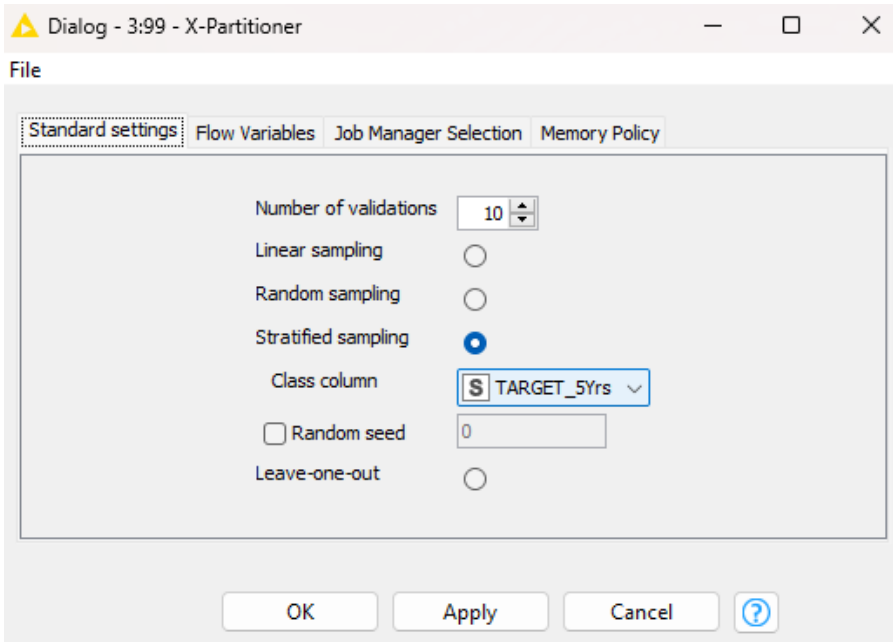 Dialog - 3:99 - X-Partitioner
File
Standard settings Flow Variables Job Manager Selection Memory Policy
Number of validations 10
Linear sampling
Random sampling
Stratified sampling
Class column S TARGET_5Yrs
Random seed 0
Leave-one-out
OK Apply Cancel ?